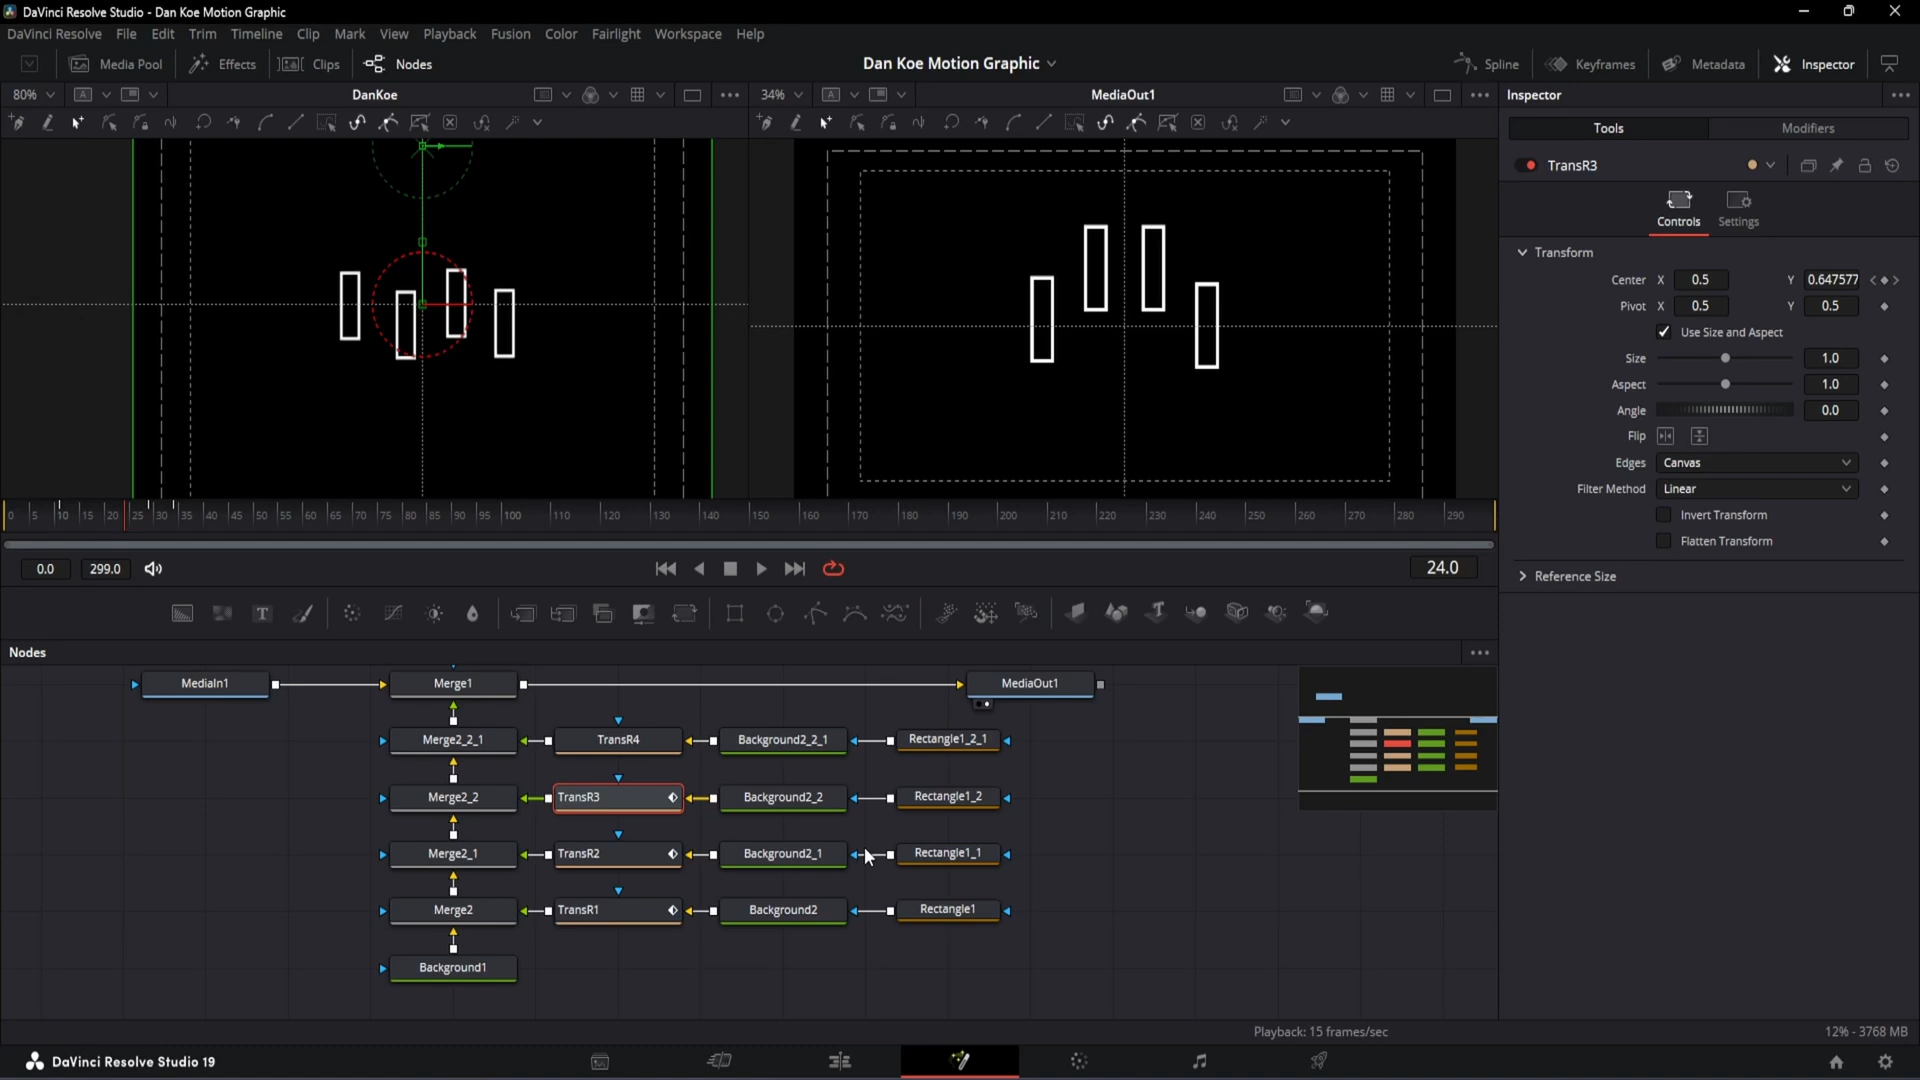 DaVinci Resolve Studio - Dan Koe Motion Graphic
DaVinci Resolve File Edit Trim Timeline Clip Mark View Playback Fusion Color Fairlight Workspace Help
Media Pool Effects Clips Nodes Dan Koe Motion Graphic Spline Keyframes Metadata Inspector
80% A DanKoe 34% A MediaOut1 Inspector
Tools Modifiers
TransR3
Controls Settings
Transform
Center X 0.5 Y 0.647577
Pivot X 0.5 Y 0.5
Use Size and Aspect
Size 1.0
Aspect 1.0
Angle 0.0
Flip
Edges Canvas
Filter Method Linear
Invert Transform
Flatten Transform
Reference Size
0 5 10 15 20 25 30 35 40 45 50 55 60 65 70 75 80 85 90 95 100 110 120 130 140 150 160 170 180 190 200 210 220 230 240 250 260 270 280 290
0.0 299.0 24.0
T
Nodes
MediaIn1 Merge1 MediaOut1
Merge2_2_1 TransR4 Background2_2_1 Rectangle1_2_1
Merge2_2 TransR3 Background2_2 Rectangle1_2
Merge2_1 TransR2 Background2_1 Rectangle1_1
Merge2 TransR1 Background2 Rectangle1
Background1
Playback: 15 frames/sec 12% - 3768 MB
DaVinci Resolve Studio 19